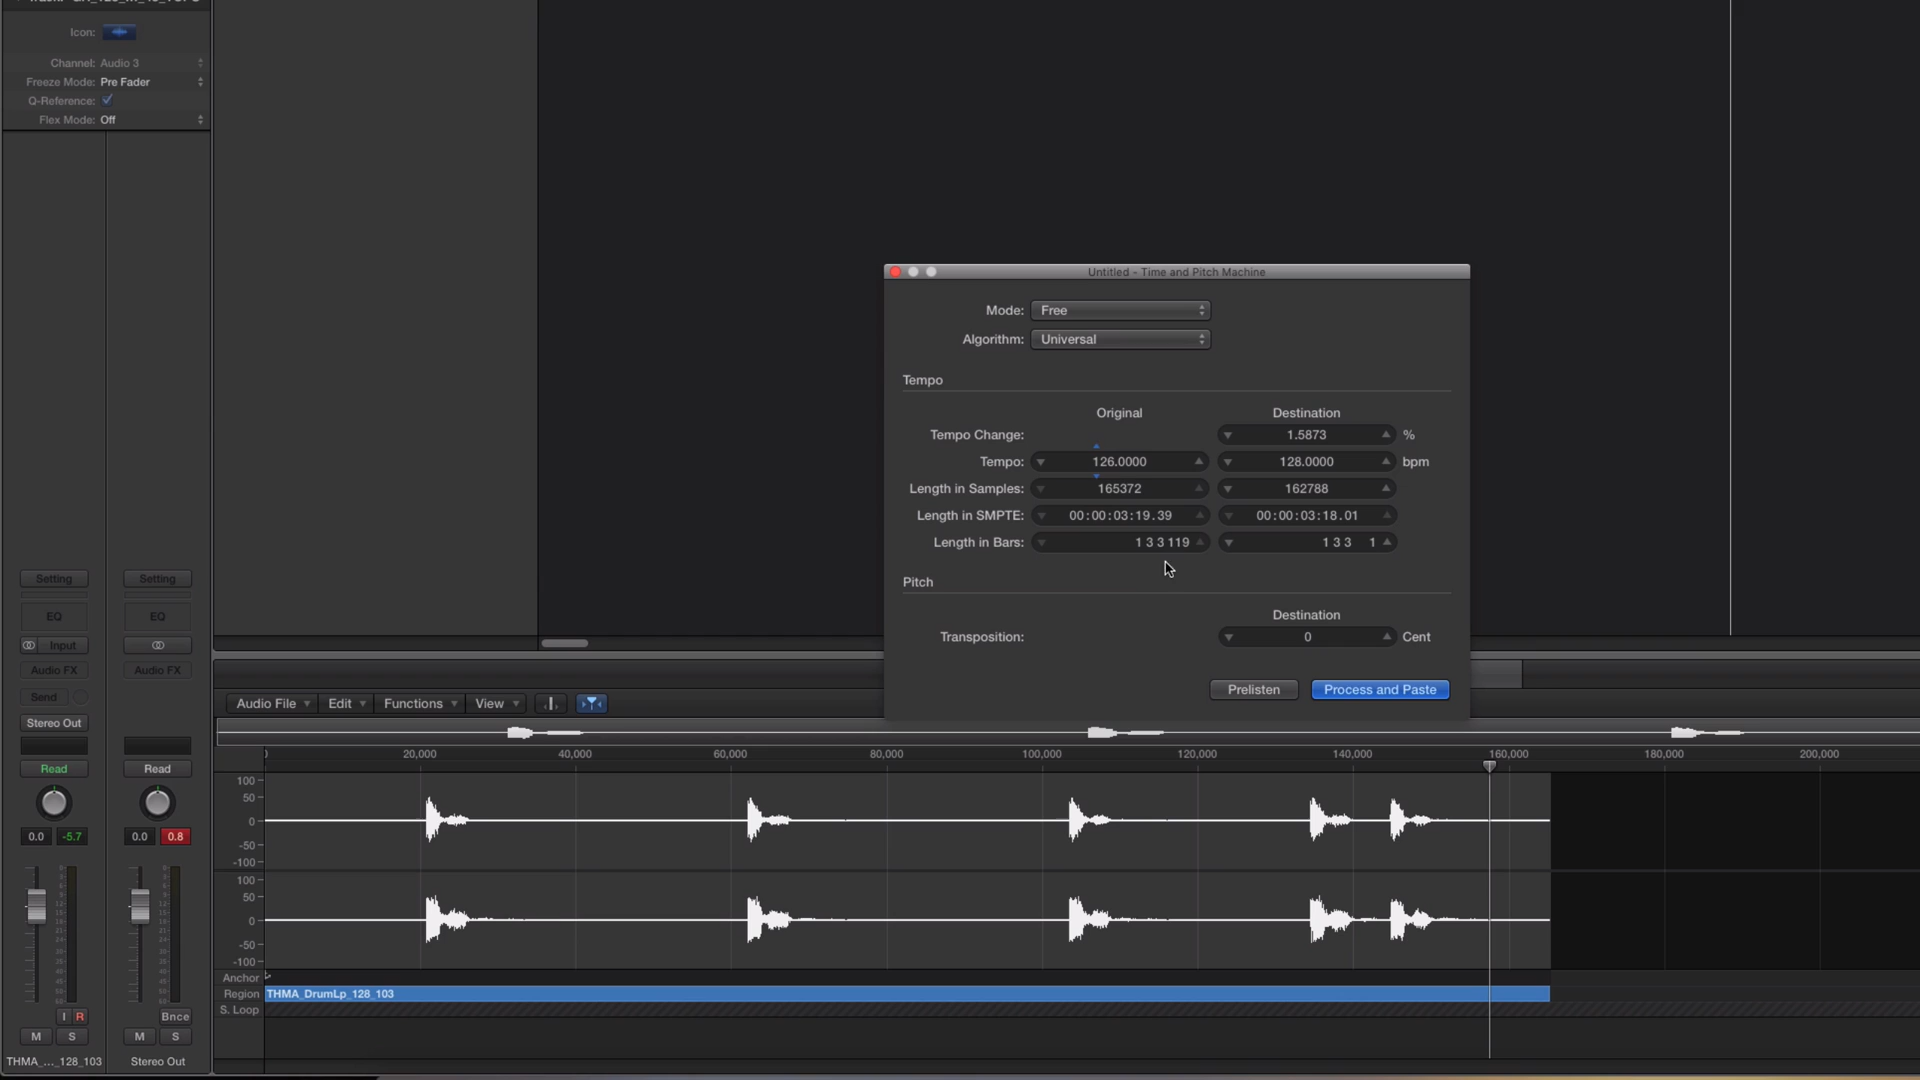 Icon:
Channel: Audio 3
Freeze Mode: Pre Fader
Q-Reference:
Flex Mode: Off
Untitled - Time and Pitch Machine
Mode: Free
Algorithm: Universal
Tempo
Original Destination
Tempo Change: 1.5873 %
Tempo: 126.0000 128.0000 bpm
Length in Samples: 165372 162788
Length in SMPTE: 00:00:03:19.39 00:00:03:18.01
Length in Bars: 1 3 3 119 1 3 3 1
Pitch
Destination
Transposition: 0 Cent
Prelisten Process and Paste
Setting Setting
EQ EQ
Input
Audio FX Audio FX
Send
Stereo Out
Read Read
0.0 -5.7 0.0 0.8
I R Bnce
M S M S
THMA_..._128_103 Stereo Out
Audio File Edit Functions View
20,000 40,000 60,000 80,000 100,000 120,000 140,000 160,000 180,000 200,000
100
50
0
-50
-100
100
50
0
-50
-100
Anchor
Region THMA_DrumLp_128_103
S. Loop